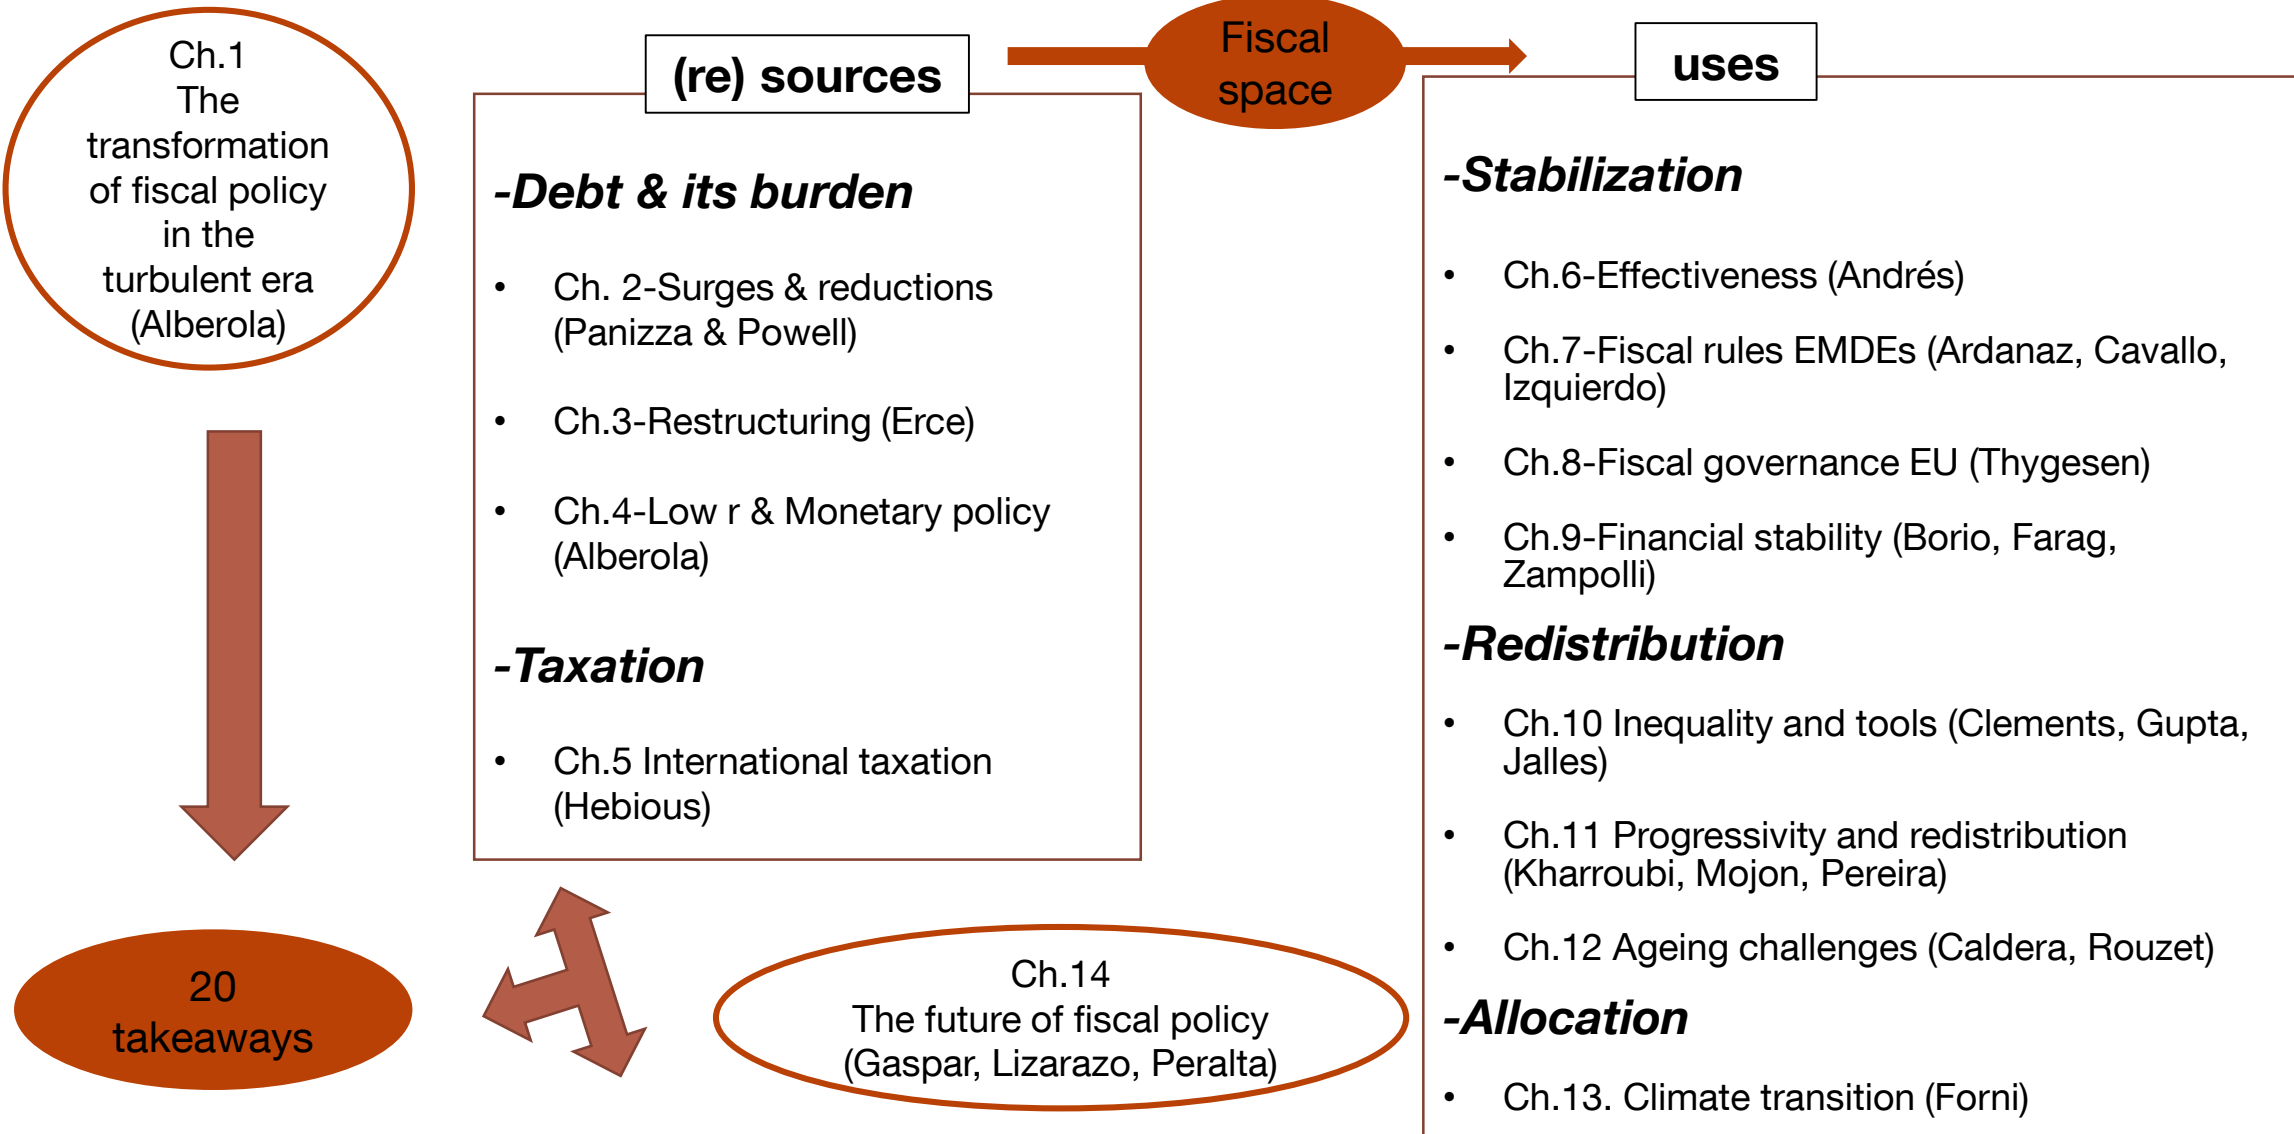 Ch.1
The
transformation
of fiscal policy
in the
turbulent era
(Alberola)
20
takeaways
(re) sources
-Debt & its burden
• Ch. 2-Surges & reductions
(Panizza & Powell)
• Ch.3-Restructuring (Erce)
• Ch.4-Low r & Monetary policy
(Alberola)
-Taxation
• Ch.5 International taxation
(Hebious)
Fiscal
space
Ch.14
The future of fiscal policy
(Gaspar, Lizarazo, Peralta)
uses
-Stabilization
• Ch.6-Effectiveness (Andrés)
• Ch.7-Fiscal rules EMDEs (Ardanaz, Cavallo,
Izquierdo)
• Ch.8-Fiscal governance EU (Thygesen)
• Ch.9-Financial stability (Borio, Farag,
Zampolli)
-Redistribution
• Ch.10 Inequality and tools (Clements, Gupta,
Jalles)
• Ch.11 Progressivity and redistribution
(Kharroubi, Mojon, Pereira)
• Ch.12 Ageing challenges (Caldera, Rouzet)
-Allocation
• Ch.13. Climate transition (Forni)